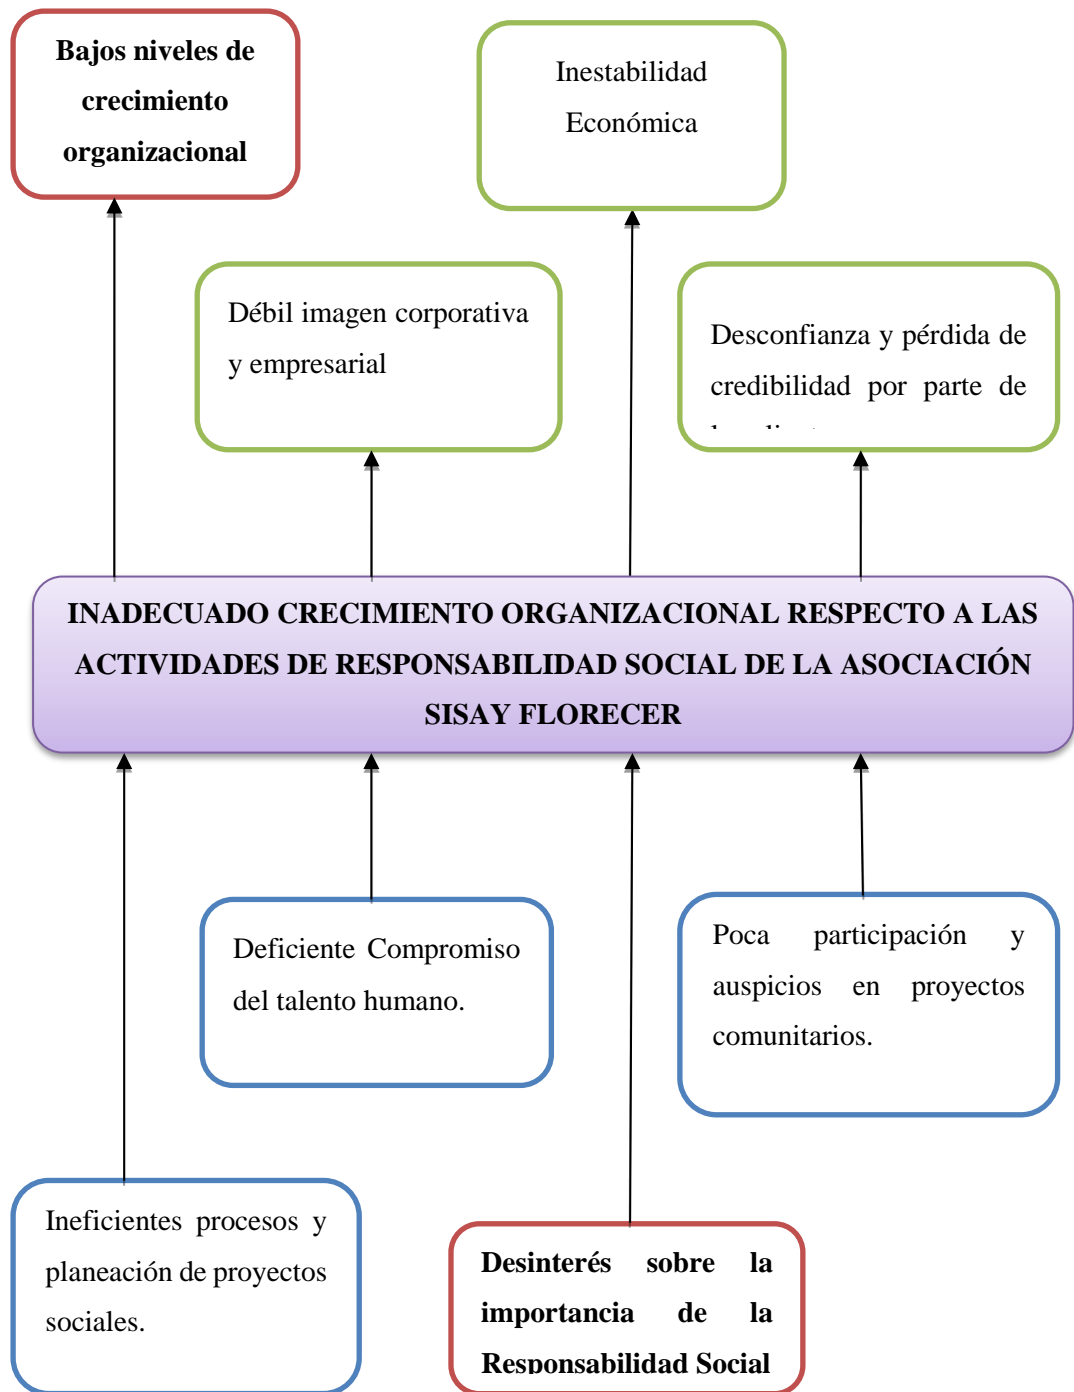 Bajos niveles de
crecimiento
organizacional
Inestabilidad
Económica
Débil imagen corporativa
y empresarial
Desconfianza y pérdida de
credibilidad por parte de
INADECUADO CRECIMIENTO ORGANIZACIONAL RESPECTO A LAS
ACTIVIDADES DE RESPONSABILIDAD SOCIAL DE LA ASOCIACIÓN
SISAY FLORECER
Deficiente Compromiso
del talento humano.
Poca participación y
auspicios en proyectos
comunitarios.
Ineficientes procesos y
planeación de proyectos
sociales.
Desinterés sobre la
importancia de la
Responsabilidad Social